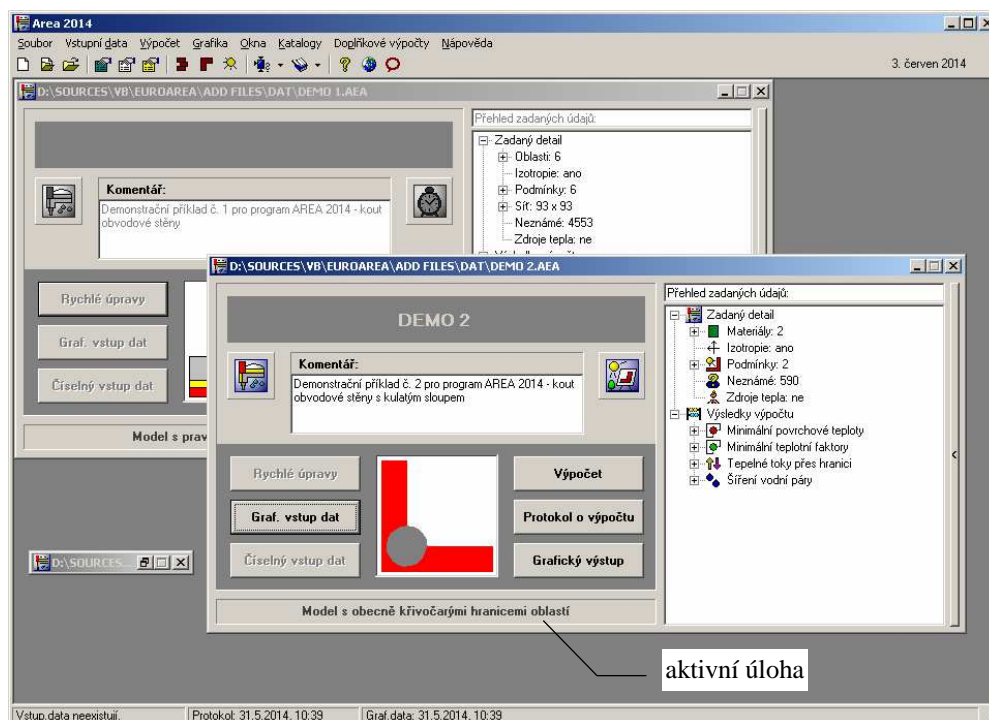 Area 2014
Soubor Vstupní data Výpočet Grafika Okna Katalogy Doplňkové výpočty Nápověda
3. červen 2014
D:\SOURCES\VB\EUROAREA\ADD FILES\DAT\DEMO 1.AEA
Přehled zadaných údajů:
Zadaný detail
Oblasti: 6
Izotropie: ano
Podmínky: 6
Síť: 93 x 93
Neznámé: 4553
Zdroje tepla: ne
Komentář:
Demonstrační příklad č. 1 pro program AREA 2014 - kout
obvodové stěny
Rychlé úpravy
Graf. vstup dat
Číselný vstup dat
Model s prav
D:\SOURCES\VB\EUROAREA\ADD FILES\DAT\DEMO 2.AEA
DEMO 2
Komentář:
Demonstrační příklad č. 2 pro program AREA 2014 - kout
obvodové stěny s kulatým sloupem
Rychlé úpravy
Graf. vstup dat
Číselný vstup dat
Výpočet
Protokol o výpočtu
Grafický výstup
Model s obecně křivočarými hranicemi oblastí
Přehled zadaných údajů:
Zadaný detail
Materiály: 2
Izotropie: ano
Podmínky: 2
Neznámé: 590
Zdroje tepla: ne
Výsledky výpočtu
Minimální povrchové teploty
Minimální teplotní faktory
Tepelné toky přes hranici
Šíření vodní páry
D:\SOURCES...
aktivní úloha
Vstup.data neexistují. Protokol: 31.5.2014, 10:39 Graf.data: 31.5.2014, 10:39